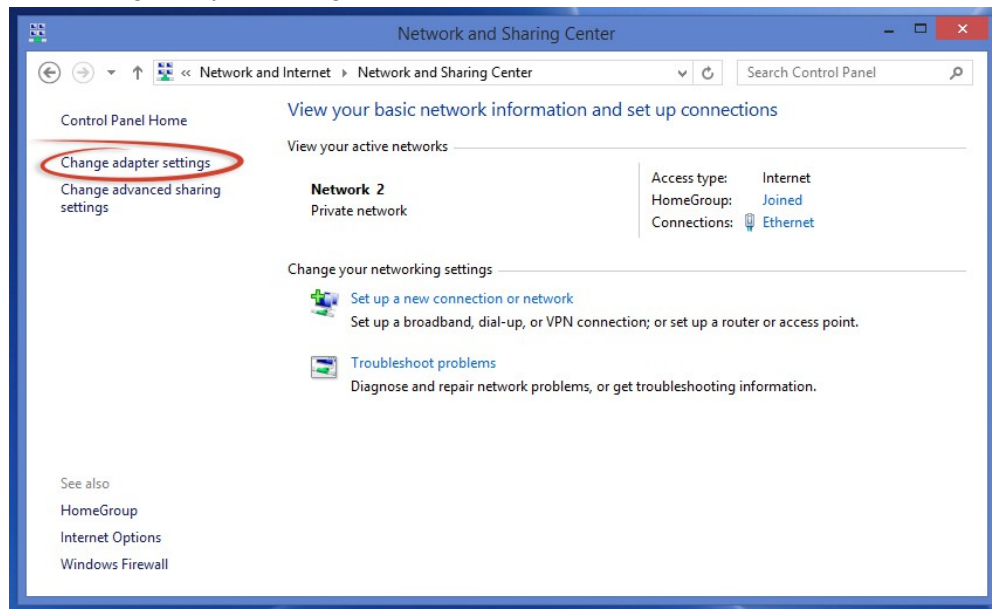 Network and Sharing Center
« Network and Internet ▸ Network and Sharing Center
Search Control Panel
Control Panel Home
Change adapter settings
Change advanced sharing
settings
View your basic network information and set up connections
View your active networks
Network 2
Private network
Access type: Internet
HomeGroup: Joined
Connections: Ethernet
Change your networking settings
Set up a new connection or network
Set up a broadband, dial-up, or VPN connection; or set up a router or access point.
Troubleshoot problems
Diagnose and repair network problems, or get troubleshooting information.
See also
HomeGroup
Internet Options
Windows Firewall